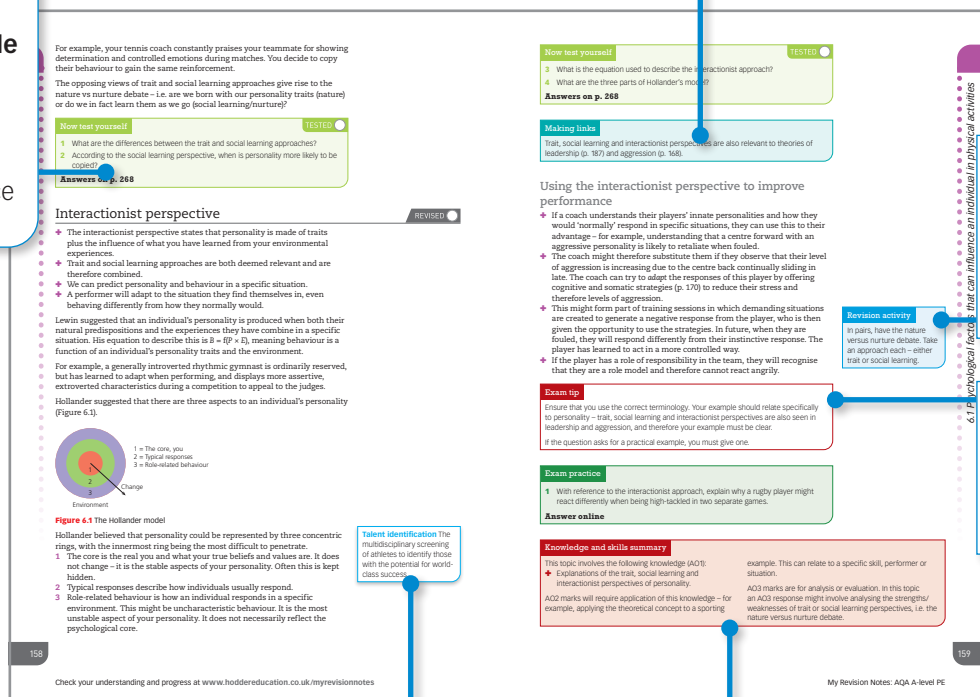 For example, your tennis coach constantly praises your teammate for showing
determination and controlled emotions during matches. You decide to copy
their behaviour to gain the same reinforcement.
The opposing views of trait and social learning approaches give rise to the
nature vs nurture debate – i.e. are we born with our personality traits (nature)
or do we in fact learn them as we go (social learning/nurture)?
Now test yourself
TESTED
1 What are the differences between the trait and social learning approaches?
2 According to the social learning perspective, when is personality more likely to be
copied?
Answers on p. 268
Interactionist perspective
REVISED
+ The interactionist perspective states that personality is made of traits
plus the influence of what you have learned from your environmental
experiences.
+ Trait and social learning approaches are both deemed relevant and are
therefore combined.
+ We can predict personality and behaviour in a specific situation.
+ A performer will adapt to the situation they find themselves in, even
behaving differently from how they normally would.
Lewin suggested that an individual's personality is produced when both their
natural predispositions and the experiences they have combine in a specific
situation. His equation to describe this is B = f(P × E), meaning behaviour is a
function of an individual's personality traits and the environment.
For example, a generally introverted rhythmic gymnast is ordinarily reserved,
but has learned to adapt when performing, and displays more assertive,
extroverted characteristics during a competition to appeal to the judges.
Hollander suggested that there are three aspects to an individual's personality
(Figure 6.1).
1 = The core, you
2 = Typical responses
3 = Role-related behaviour
1
2
3
Change
Environment
Figure 6.1 The Hollander model
Hollander believed that personality could be represented by three concentric
rings, with the innermost ring being the most difficult to penetrate.
1 The core is the real you and what your true beliefs and values are. It does
not change – it is the stable aspects of your personality. Often this is kept
hidden.
2 Typical responses describe how individuals usually respond.
3 Role-related behaviour is how an individual responds in a specific
environment. This might be uncharacteristic behaviour. It is the most
unstable aspect of your personality. It does not necessarily reflect the
psychological core.
Talent identification The
multidisciplinary screening
of athletes to identify those
with the potential for world-
class success
158
Check your understanding and progress at www.hoddereducation.co.uk/myrevisionnotes
Now test yourself
TESTED
3 What is the equation used to describe the interactionist approach?
4 What are the three parts of Hollander's model?
Answers on p. 268
Making links
Trait, social learning and interactionist perspectives are also relevant to theories of
leadership (p. 187) and aggression (p. 168).
Using the interactionist perspective to improve
performance
+ If a coach understands their players' innate personalities and how they
would 'normally' respond in specific situations, they can use this to their
advantage – for example, understanding that a centre forward with an
aggressive personality is likely to retaliate when fouled.
+ The coach might therefore substitute them if they observe that their level
of aggression is increasing due to the centre back continually sliding in
late. The coach can try to adapt the responses of this player by offering
cognitive and somatic strategies (p. 170) to reduce their stress and
therefore levels of aggression.
+ This might form part of training sessions in which demanding situations
are created to generate a negative response from the player, who is then
given the opportunity to use the strategies. In future, when they are
fouled, they will respond differently from their instinctive response. The
player has learned to act in a more controlled way.
+ If the player has a role of responsibility in the team, they will recognise
that they are a role model and therefore cannot react angrily.
Revision activity
In pairs, have the nature
versus nurture debate. Take
an approach each – either
trait or social learning.
Exam tip
Ensure that you use the correct terminology. Your example should relate specifically
to personality – trait, social learning and interactionist perspectives are also seen in
leadership and aggression, and therefore your example must be clear.
If the question asks for a practical example, you must give one.
Exam practice
1 With reference to the interactionist approach, explain why a rugby player might
react differently when being high-tackled in two separate games.
Answer online
Knowledge and skills summary
This topic involves the following knowledge (AO1):
+ Explanations of the trait, social learning and
interactionist perspectives of personality.
AO2 marks will require application of this knowledge – for
example, applying the theoretical concept to a sporting
example. This can relate to a specific skill, performer or
situation.
AO3 marks are for analysis or evaluation. In this topic
an AO3 response might involve analysing the strengths/
weaknesses of trait or social learning perspectives, i.e. the
nature versus nurture debate.
6.1 Psychological factors that can influence an individual in physical activities
159
My Revision Notes: AQA A-level PE